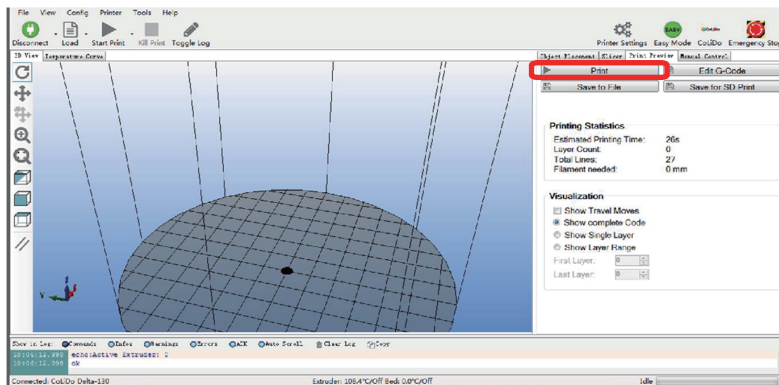 File View Config Printer Tools Help
Disconnect Load Start Print Kill Print Toggle Log Printer Settings Easy Mode CoLiDo Emergency Stop
3D View Temperature Curve Object Placement Slicer Print Preview Manual Control
Print Edit G-Code
Save to File Save for SD Print
Printing Statistics
Estimated Printing Time: 26s
Layer Count: 0
Total Lines: 27
Filament needed: 0 mm
Visualization
Show Travel Moves
Show complete Code
Show Single Layer
Show Layer Range
First Layer: 0
Last Layer: 0
Show in Log: Commands Infos Warnings Errors ACK Auto Scroll Clear Log Copy
echo:Active Extruder: 0
ok
Connected: CoLiDo Delta-130 Extruder: 106.4°C/Off Bed: 0.0°C/Off Idle